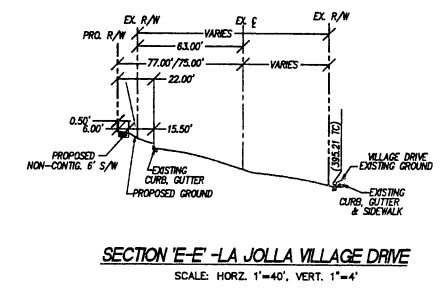 EX. R/W
EX. ℄
EX. R/W
PRO. R/W
VARIES
63.00'
77.00'/75.00'
VARIES
22.00'
0.50'
6.00'
15.50'
PROPOSED
NON-CONTIG. 6' S/W
EXISTING
CURB, GUTTER
PROPOSED GROUND
(395.21 TC)
VILLAGE DRIVE
EXISTING GROUND
EXISTING
CURB, GUTTER
& SIDEWALK
SECTION 'E-E' -LA JOLLA VILLAGE DRIVE
SCALE: HORZ. 1'=40', VERT. 1"=4'